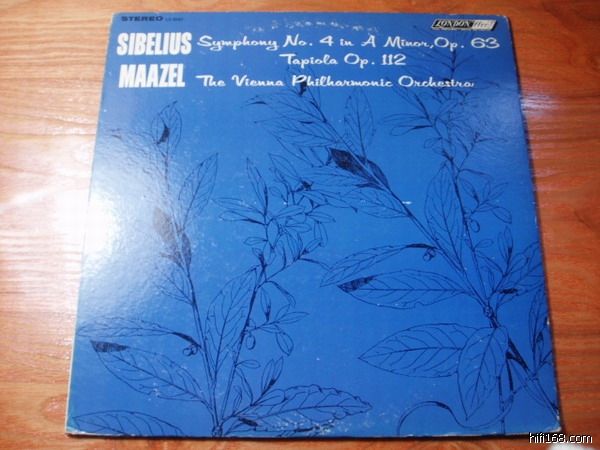 STEREO
LONDON ffrr
SIBELIUS
MAAZEL
Symphony No. 4 in A Minor, Op. 63
Tapiola Op. 112
The Vienna Philharmonic Orchestra
hifi168.com